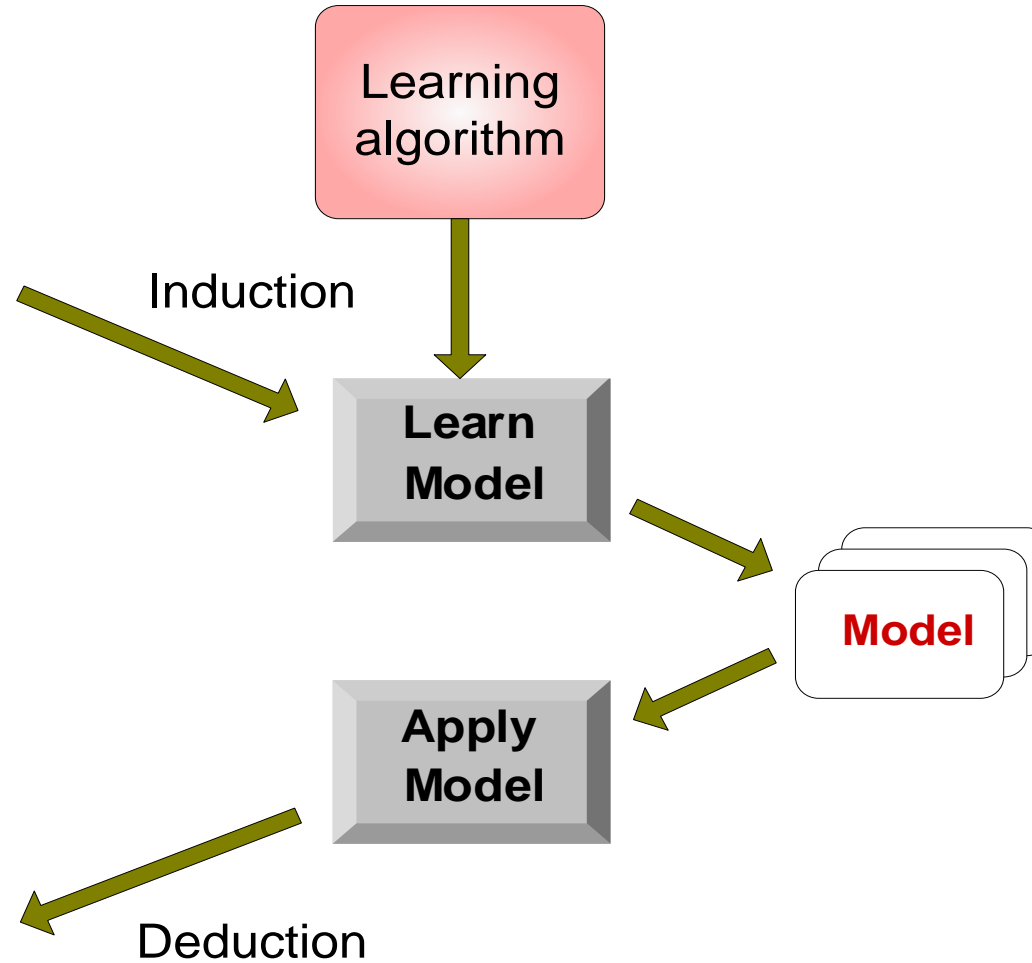 Learning
algorithm
Induction
Learn
Model
Model
Apply
Model
Deduction